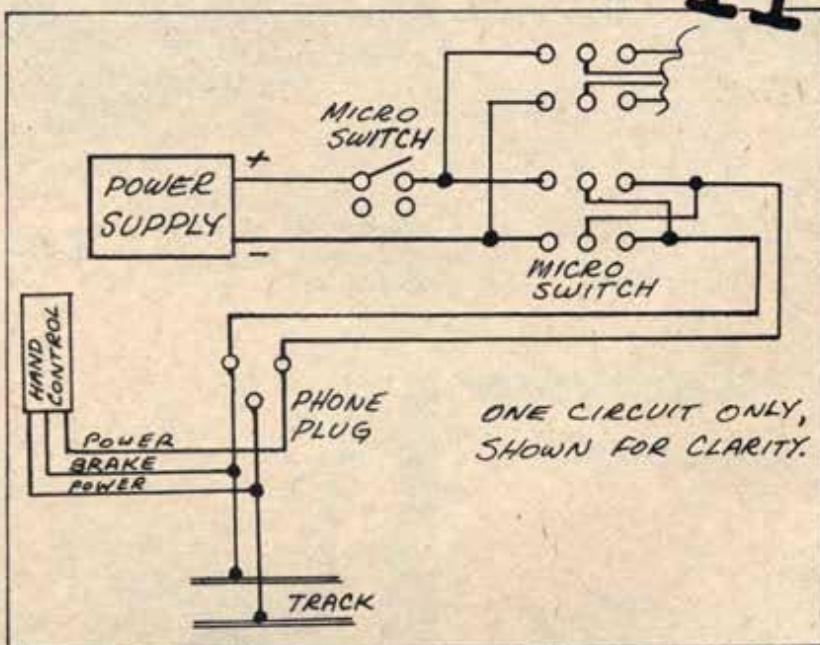 MICRO
SWITCH
+
POWER
SUPPLY
-
MICRO
SWITCH
HAND
CONTROL
PHONE
PLUG
POWER
BRAKE
POWER
ONE CIRCUIT ONLY,
SHOWN FOR CLARITY.
TRACK